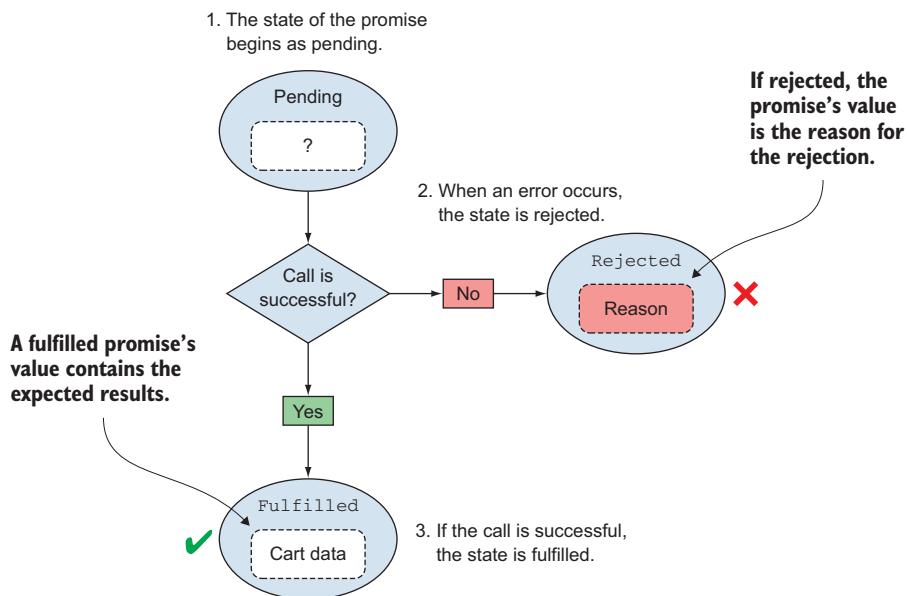 1. The state of the promise
begins as pending.
Pending
?
If rejected, the
promise’s value
is the reason for
the rejection.
2. When an error occurs,
the state is rejected.
Call is
successful?
No
Rejected
Reason
A fulfilled promise’s
value contains the
expected results.
Yes
Fulfilled
Cart data
3. If the call is successful,
the state is fulfilled.